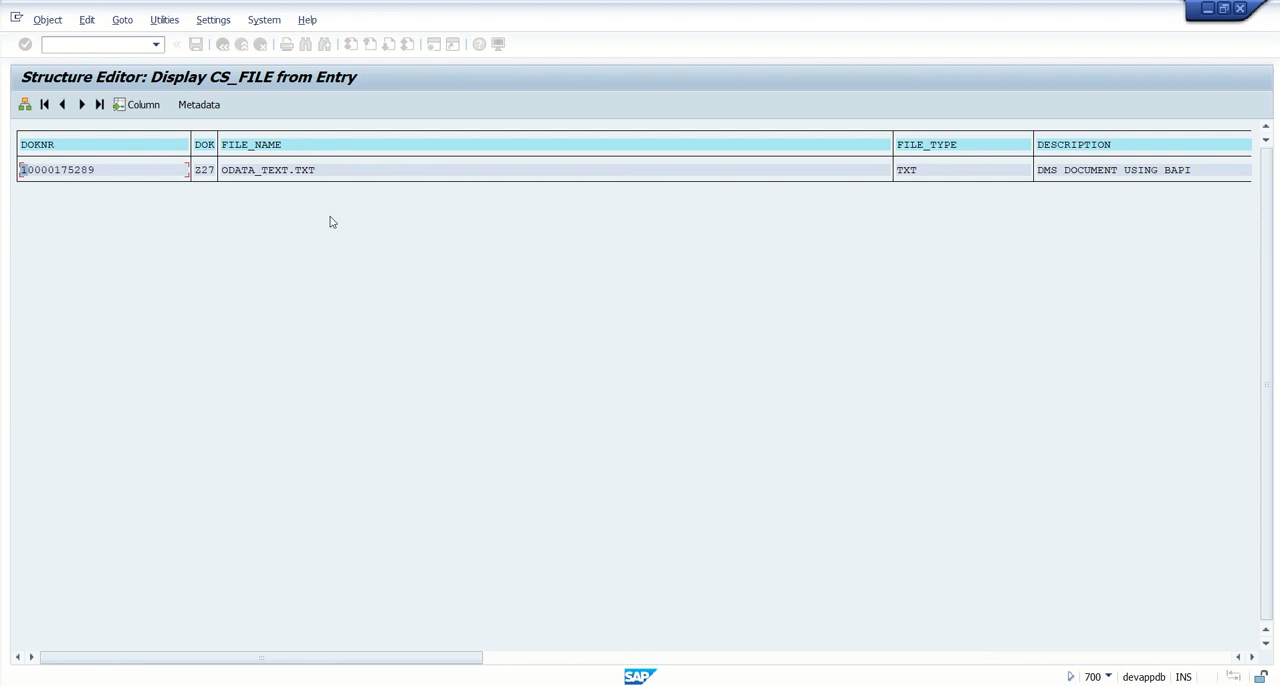 Object Edit Goto Utilities Settings System Help
Structure Editor: Display CS_FILE from Entry
Column Metadata
DOKNR DOK FILE_NAME FILE_TYPE DESCRIPTION
10000175289 Z27 ODATA_TEXT.TXT TXT DMS DOCUMENT USING BAPI
SAP 700 devappdb INS